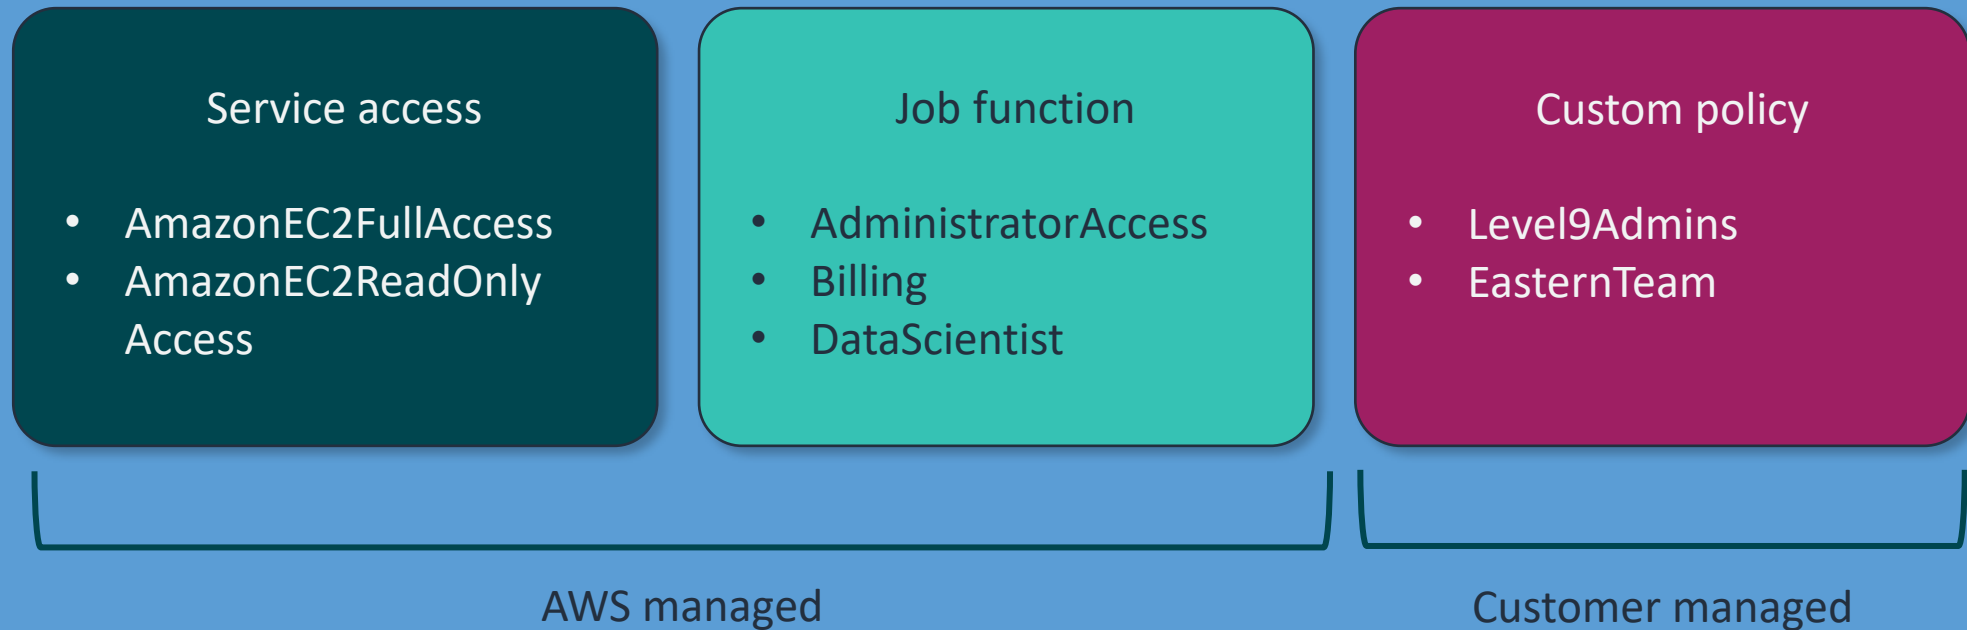 Service access
• AmazonEC2FullAccess
• AmazonEC2ReadOnly
Access
Job function
• AdministratorAccess
• Billing
• DataScientist
Custom policy
• Level9Admins
• EasternTeam
AWS managed
Customer managed